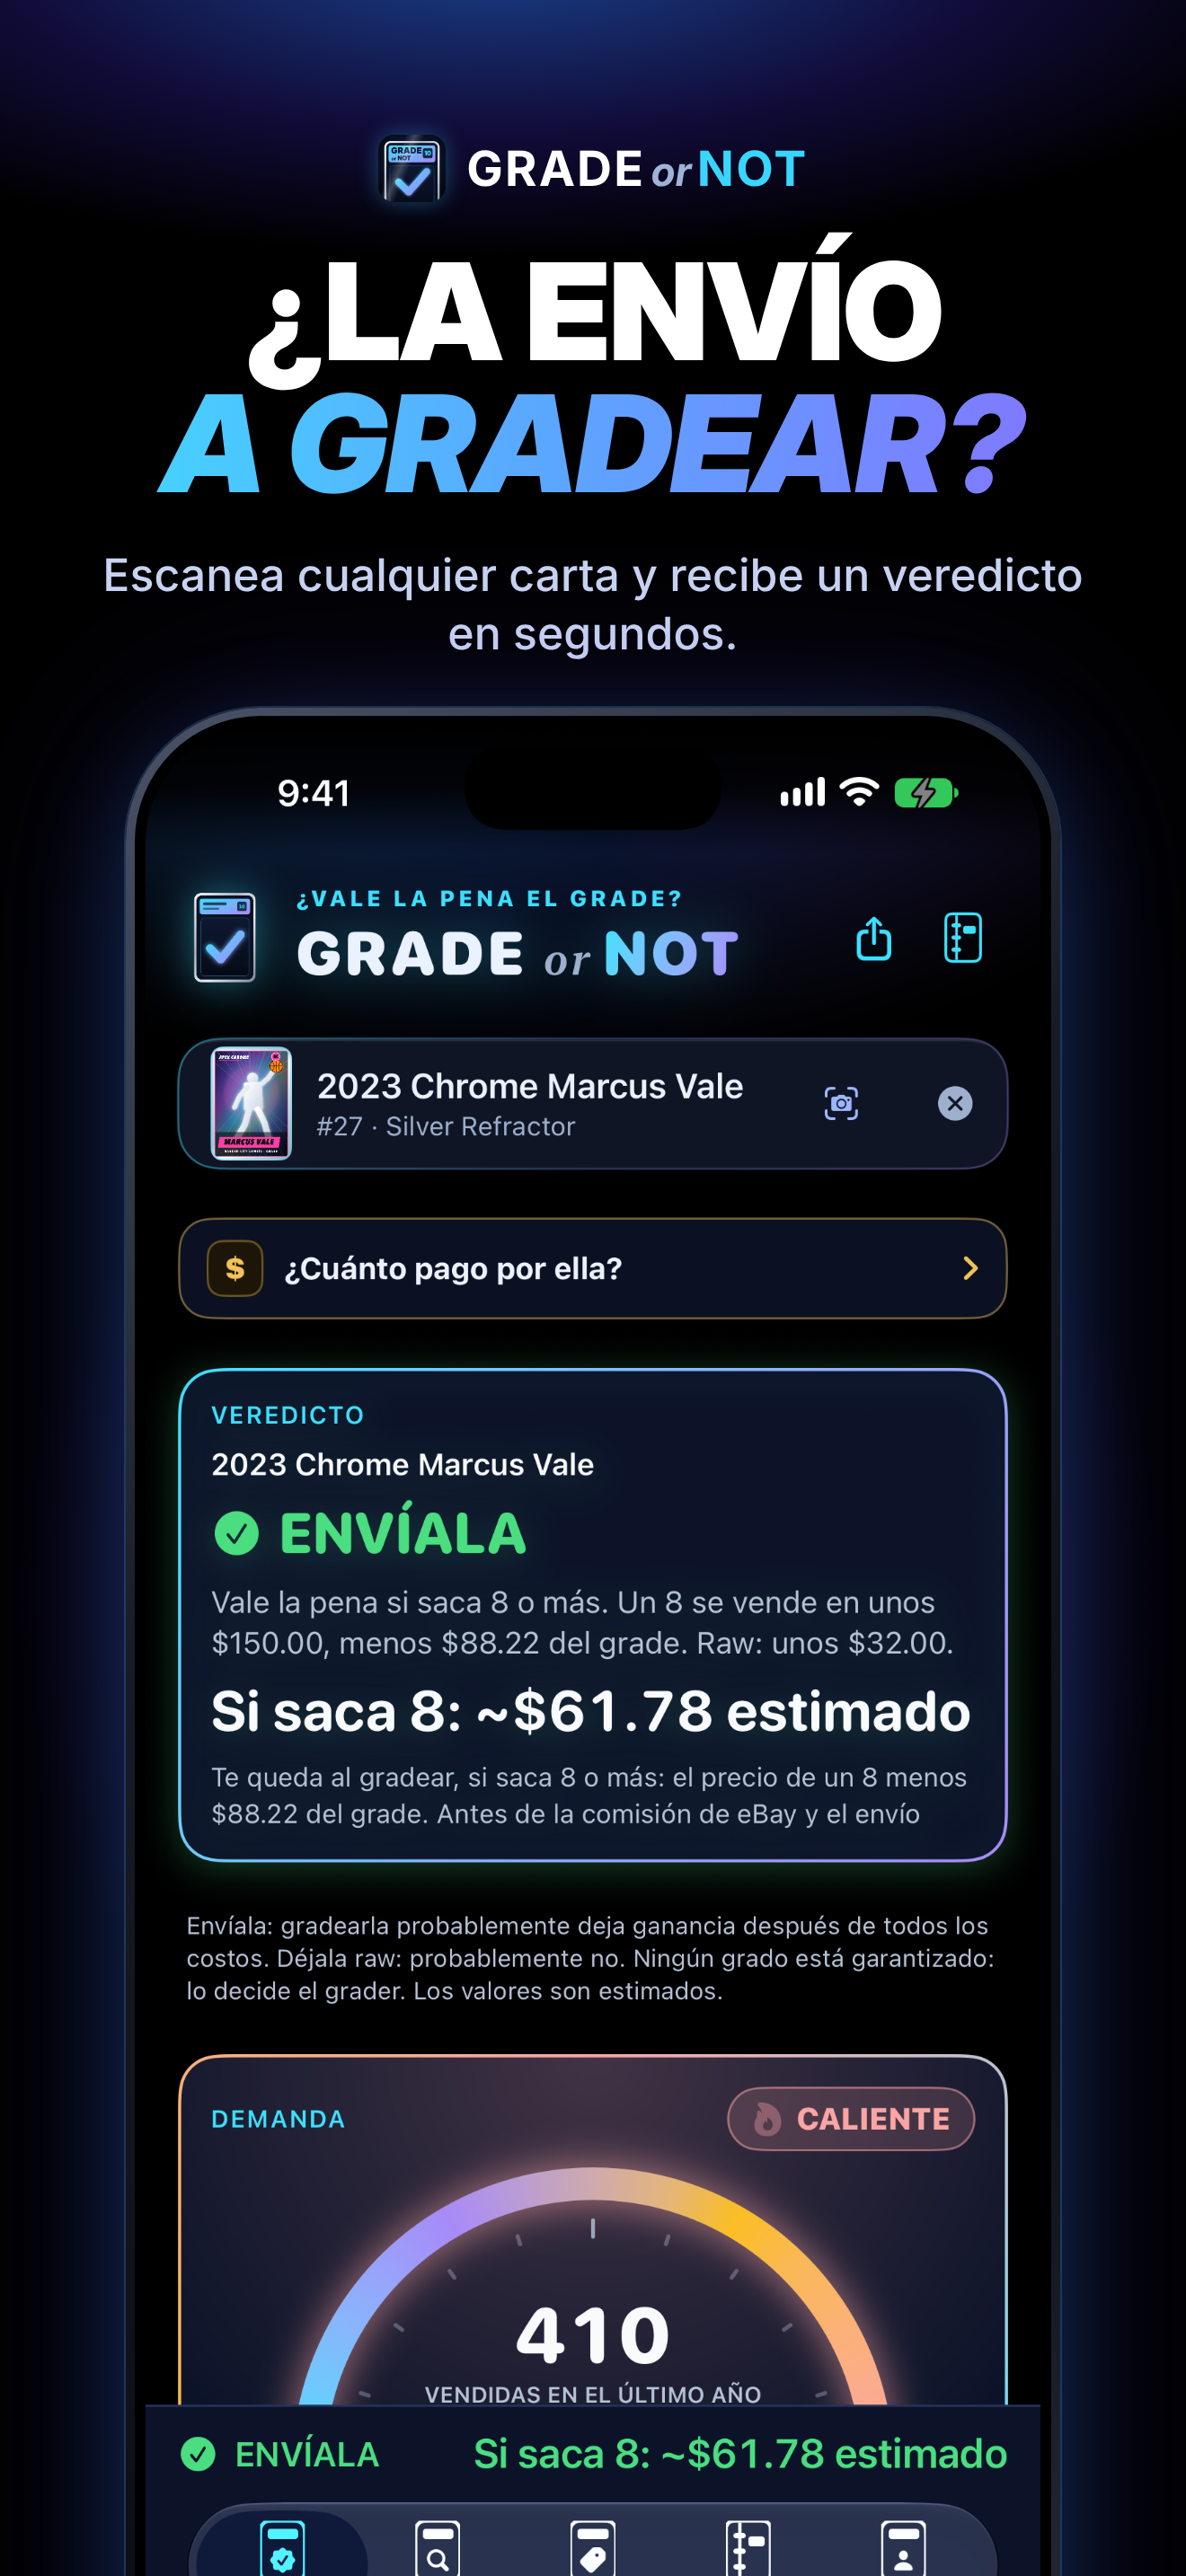 GRADE or NOT
¿LA ENVÍO
A GRADEAR?
Escanea cualquier carta y recibe un veredicto
en segundos.
9:41
¿VALE LA PENA EL GRADE?
GRADE or NOT
MARCUS VALE
2023 Chrome Marcus Vale
#27 · Silver Refractor
$ ¿Cuánto pago por ella?
VEREDICTO
2023 Chrome Marcus Vale
ENVÍALA
Vale la pena si saca 8 o más. Un 8 se vende en unos
$150.00, menos $88.22 del grade. Raw: unos $32.00.
Si saca 8: ~$61.78 estimado
Te queda al gradear, si saca 8 o más: el precio de un 8 menos
$88.22 del grade. Antes de la comisión de eBay y el envío
Envíala: gradearla probablemente deja ganancia después de todos los
costos. Déjala raw: probablemente no. Ningún grado está garantizado:
lo decide el grader. Los valores son estimados.
DEMANDA
CALIENTE
410
VENDIDAS EN EL ÚLTIMO AÑO
ENVÍALA
Si saca 8: ~$61.78 estimado